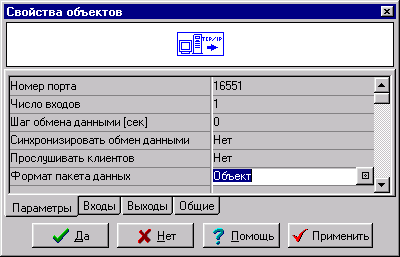 Свойства объектов
TCP/IP
Номер порта 16551
Число входов 1
Шаг обмена данными [сек] 0
Синхронизировать обмен данными Нет
Прослушивать клиентов Нет
Формат пакета данных Объект
Параметры Входы Выходы Общие
Да Нет Помощь Применить